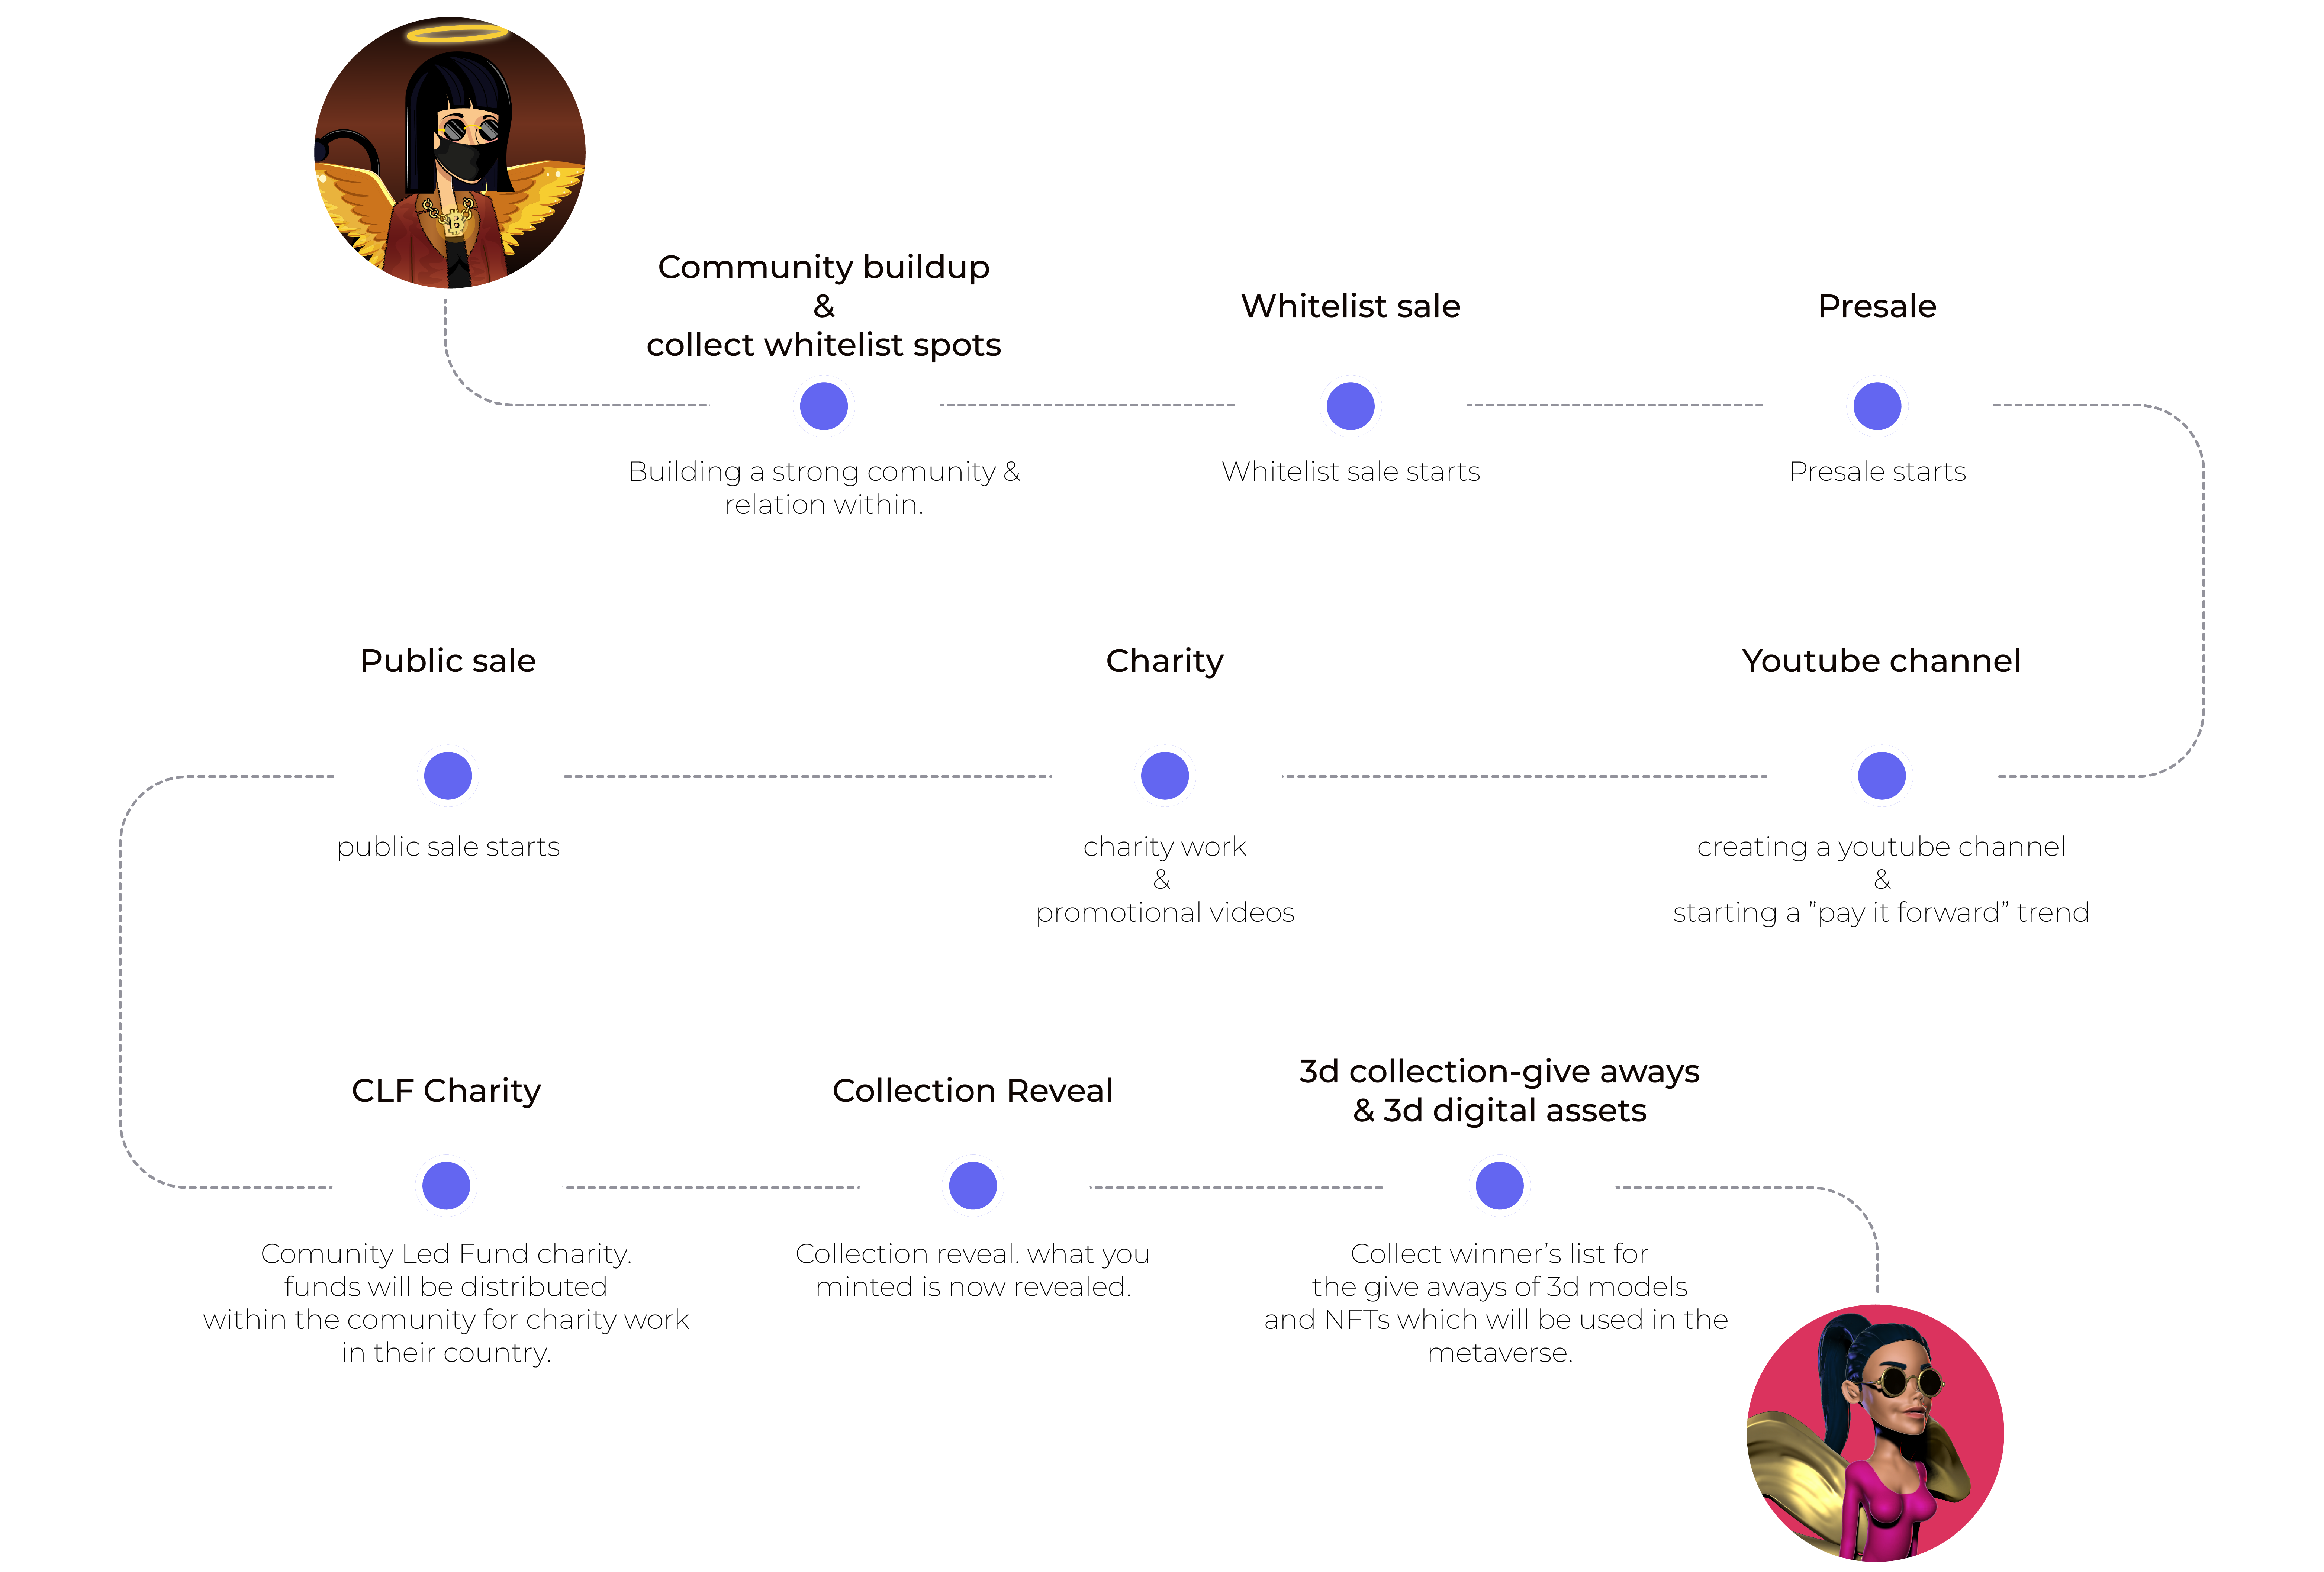 Community buildup
&
collect whitelist spots
Building a strong comunity &
relation within.
Whitelist sale
Whitelist sale starts
Presale
Presale starts
Youtube channel
creating a youtube channel
&
starting a ”pay it forward” trend
Charity
charity work
&
promotional videos
Public sale
public sale starts
CLF Charity
Comunity Led Fund charity.
funds will be distributed
within the comunity for charity work
in their country.
Collection Reveal
Collection reveal. what you
minted is now revealed.
3d collection-give aways
& 3d digital assets
Collect winner’s list for
the give aways of 3d models
and NFTs which will be used in the
metaverse.